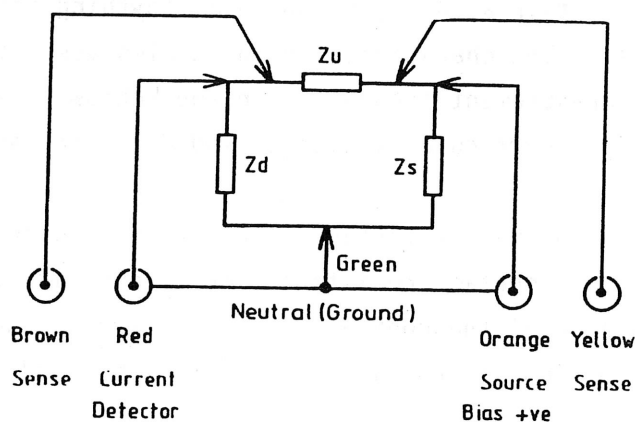 Zu
Zd
Zs
Green
Neutral (Ground)
Brown
Sense
Red
Current
Detector
Orange
Source
Bias +ve
Yellow
Sense